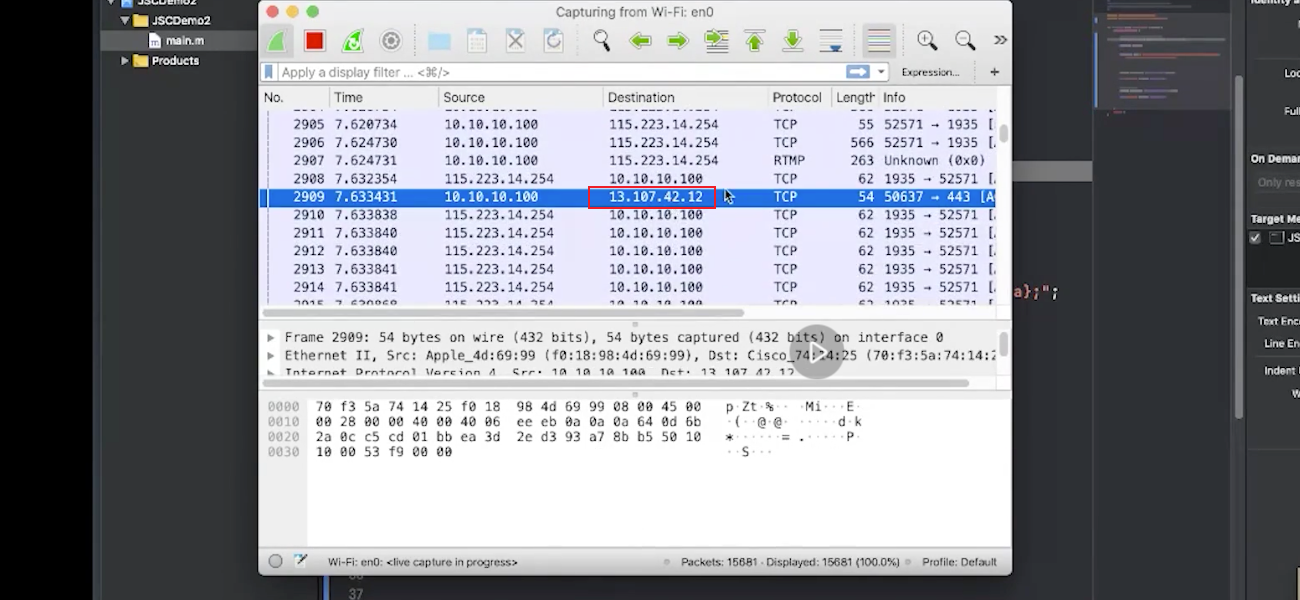 JSCDemo2
JSCDemo2
main.m
Products
Capturing from Wi-Fi: en0
Apply a display filter ... <⌘/>
Expression...
+
No. Time Source Destination Protocol Length Info
2905 7.620734 10.10.10.100 115.223.14.254 TCP 55 52571 → 1935 [
2906 7.624730 10.10.10.100 115.223.14.254 TCP 566 52571 → 1935 [
2907 7.624731 10.10.10.100 115.223.14.254 RTMP 263 Unknown (0x0)
2908 7.632354 115.223.14.254 10.10.10.100 TCP 62 1935 → 52571 [
2909 7.633431 10.10.10.100 13.107.42.12 TCP 54 50637 → 443 [A
2910 7.633838 115.223.14.254 10.10.10.100 TCP 62 1935 → 52571 [
2911 7.633840 115.223.14.254 10.10.10.100 TCP 62 1935 → 52571 [
2912 7.633840 115.223.14.254 10.10.10.100 TCP 62 1935 → 52571 [
2913 7.633841 115.223.14.254 10.10.10.100 TCP 62 1935 → 52571 [
2914 7.633841 115.223.14.254 10.10.10.100 TCP 62 1935 → 52571 [
Frame 2909: 54 bytes on wire (432 bits), 54 bytes captured (432 bits) on interface 0
Ethernet II, Src: Apple_4d:69:99 (f0:18:98:4d:69:99), Dst: Cisco_74:14:25 (70:f3:5a:74:14:2
Internet Protocol Version 4, Src: 10.10.10.100, Dst: 13.107.42.12
0000 70 f3 5a 74 14 25 f0 18 98 4d 69 99 08 00 45 00 p·Zt·%·· ·Mi···E·
0010 00 28 00 00 40 00 40 06 ee eb 0a 0a 0a 64 0d 6b ·(··@·@· ·····d·k
0020 2a 0c c5 cd 01 bb ea 3d 2e d3 93 a7 8b b5 50 10 *······= .·····P·
0030 10 00 53 f9 00 00 ··S···
Wi-Fi: en0: <live capture in progress>
Packets: 15681 · Displayed: 15681 (100.0%)
Profile: Default
37
a};";
On Dema
Only res
Target Me
JS
Text Setti
Text Enco
Line En
Indent
W
Loc
Full